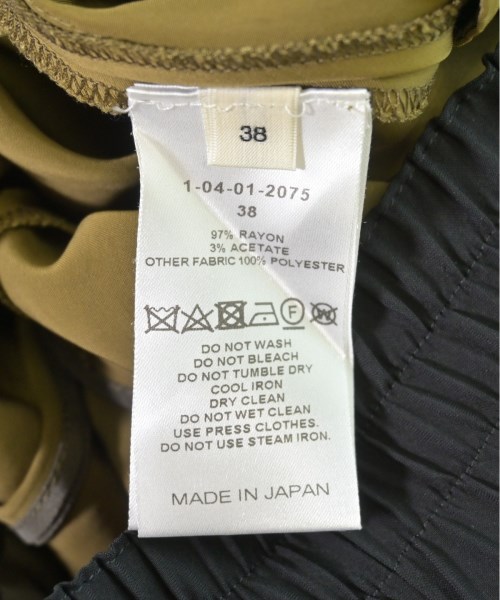 38
1-04-01-2075
38
97% RAYON
3% ACETATE
OTHER FABRIC 100% POLYESTER
F W
DO NOT WASH
DO NOT BLEACH
DO NOT TUMBLE DRY
COOL IRON
DRY CLEAN
DO NOT WET CLEAN
USE PRESS CLOTHES.
DO NOT USE STEAM IRON.
MADE IN JAPAN